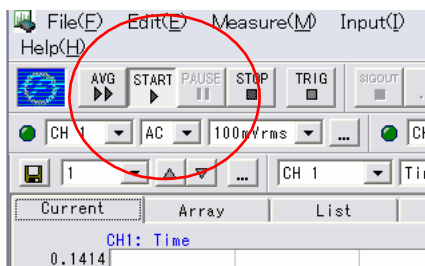 File(F) Edit(E) Measure(M) Input(I)
Help(H)
AVG START PAUSE STOP TRIG SIGOUT
CH 1 AC 100mVrms ... CH
1 ... CH 1 Ti
Current Array List
CH1: Time
0.1414